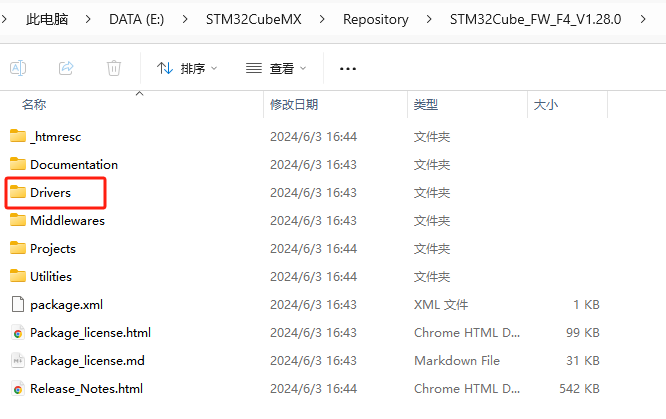 此电脑 > DATA (E:) > STM32CubeMX > Repository > STM32Cube_FW_F4_V1.28.0 >
排序 查看 ...
名称 修改日期 类型 大小
_htmresc 2024/6/3 16:44 文件夹
Documentation 2024/6/3 16:43 文件夹
Drivers 2024/6/3 16:43 文件夹
Middlewares 2024/6/3 16:43 文件夹
Projects 2024/6/3 16:44 文件夹
Utilities 2024/6/3 16:44 文件夹
package.xml 2024/6/3 16:43 XML 文件 1 KB
Package_license.html 2024/6/3 16:43 Chrome HTML D... 99 KB
Package_license.md 2024/6/3 16:43 Markdown File 31 KB
Release_Notes.html 2024/6/3 16:44 Chrome HTML D... 542 KB